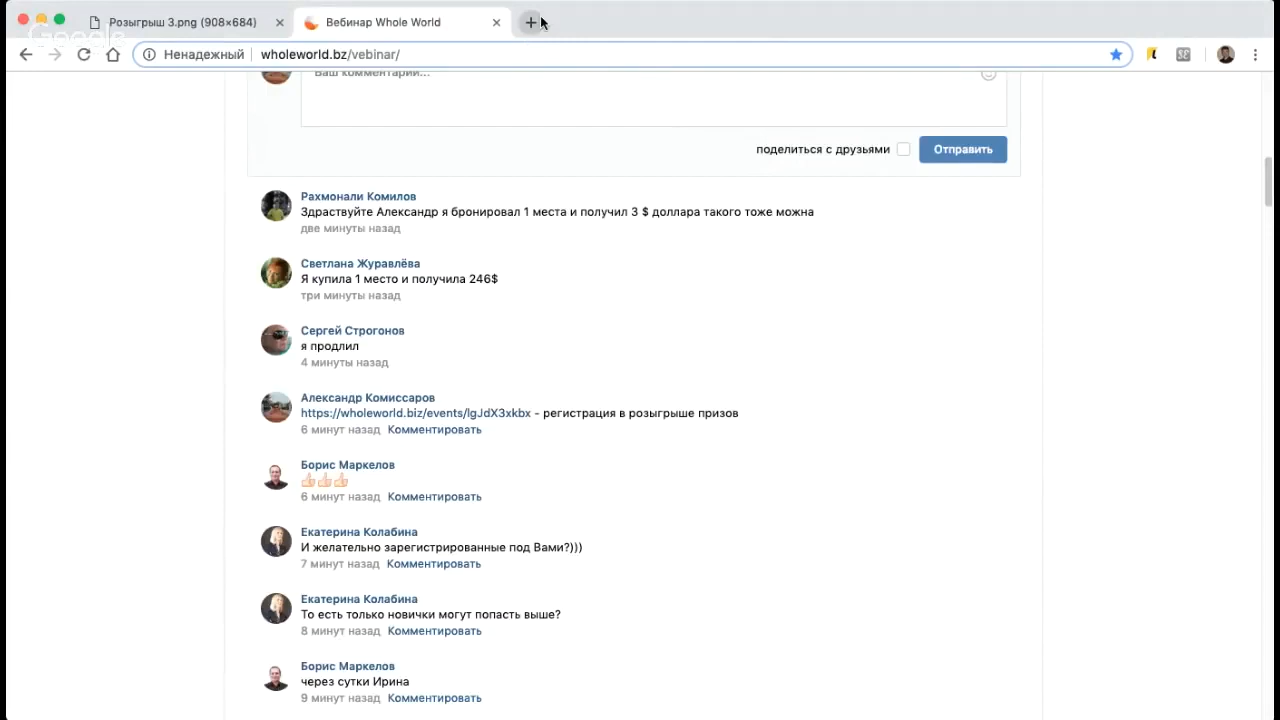 Розыгрыш 3.png (908×684)
Вебинар Whole World
Google
Ненадежный
wholeworld.bz/vebinar/
Ваш комментарий...
поделиться с друзьями
Отправить
Рахмонали Комилов
Здраствуйте Александр я бронировал 1 места и получил 3 $ доллара такого тоже можна
две минуты назад
Светлана Журавлёва
Я купила 1 место и получила 246$
три минуты назад
Сергей Строгонов
я продлил
4 минуты назад
Александр Комиссаров
https://wholeworld.biz/events/lgJdX3xkbx - регистрация в розыгрыше призов
6 минут назад Комментировать
Борис Маркелов
6 минут назад Комментировать
Екатерина Колабина
И желательно зарегистрированные под Вами?)))
7 минут назад Комментировать
Екатерина Колабина
То есть только новички могут попасть выше?
8 минут назад Комментировать
Борис Маркелов
через сутки Ирина
9 минут назад Комментировать